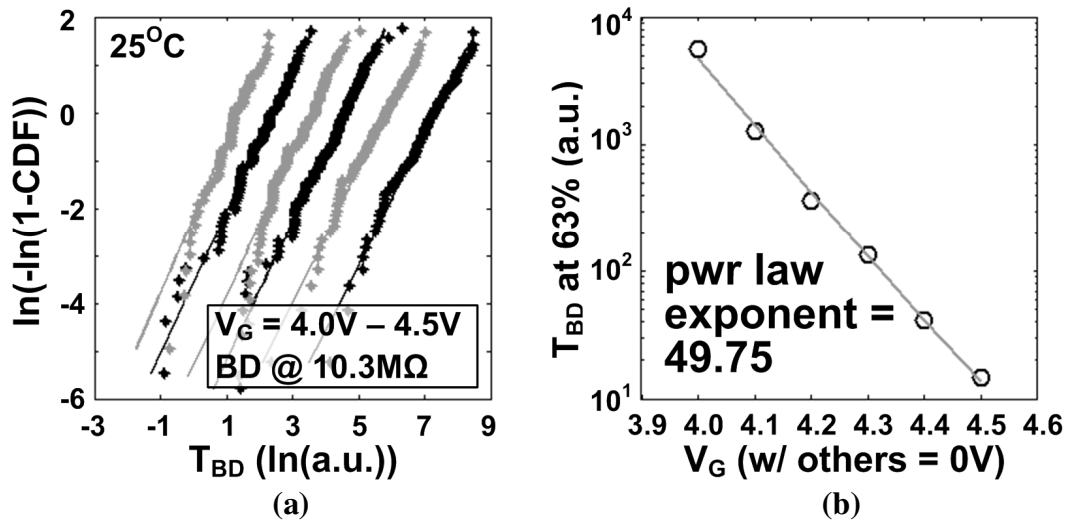 25°C
2
0
-2
-4
-6
ln(-ln(1-CDF))
V_G = 4.0V – 4.5V
BD @ 10.3MΩ
-3 -1 1 3 5 7 9
T_BD (ln(a.u.))
(a)
10^4
10^3
10^2
10^1
T_BD at 63% (a.u.)
pwr law
exponent =
49.75
3.9 4.0 4.1 4.2 4.3 4.4 4.5 4.6
V_G (w/ others = 0V)
(b)